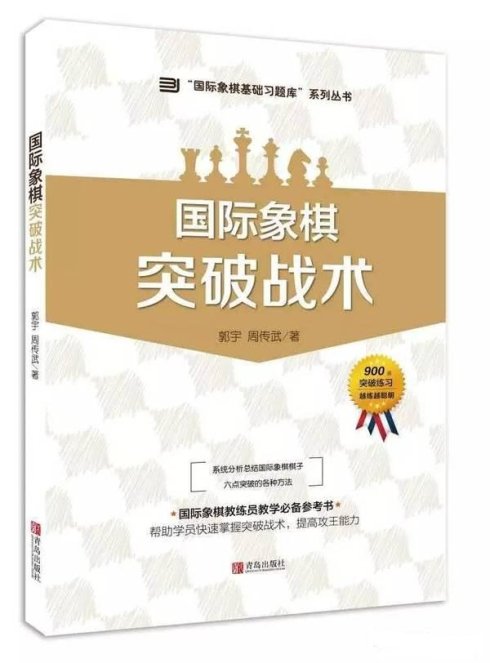 "国际象棋基础习题库"系列丛书
国际象棋
突破战术
郭宇 周传武/著
900题
突破练习
越练越聪明
系统分析总结国际象棋棋子
六点突破的各种方法
★国际象棋教练员教学必备参考书★
帮助学员快速掌握突破战术，提高攻王能力
青岛出版社
国际象棋突破战术
郭宇 周传武/著
青岛出版社